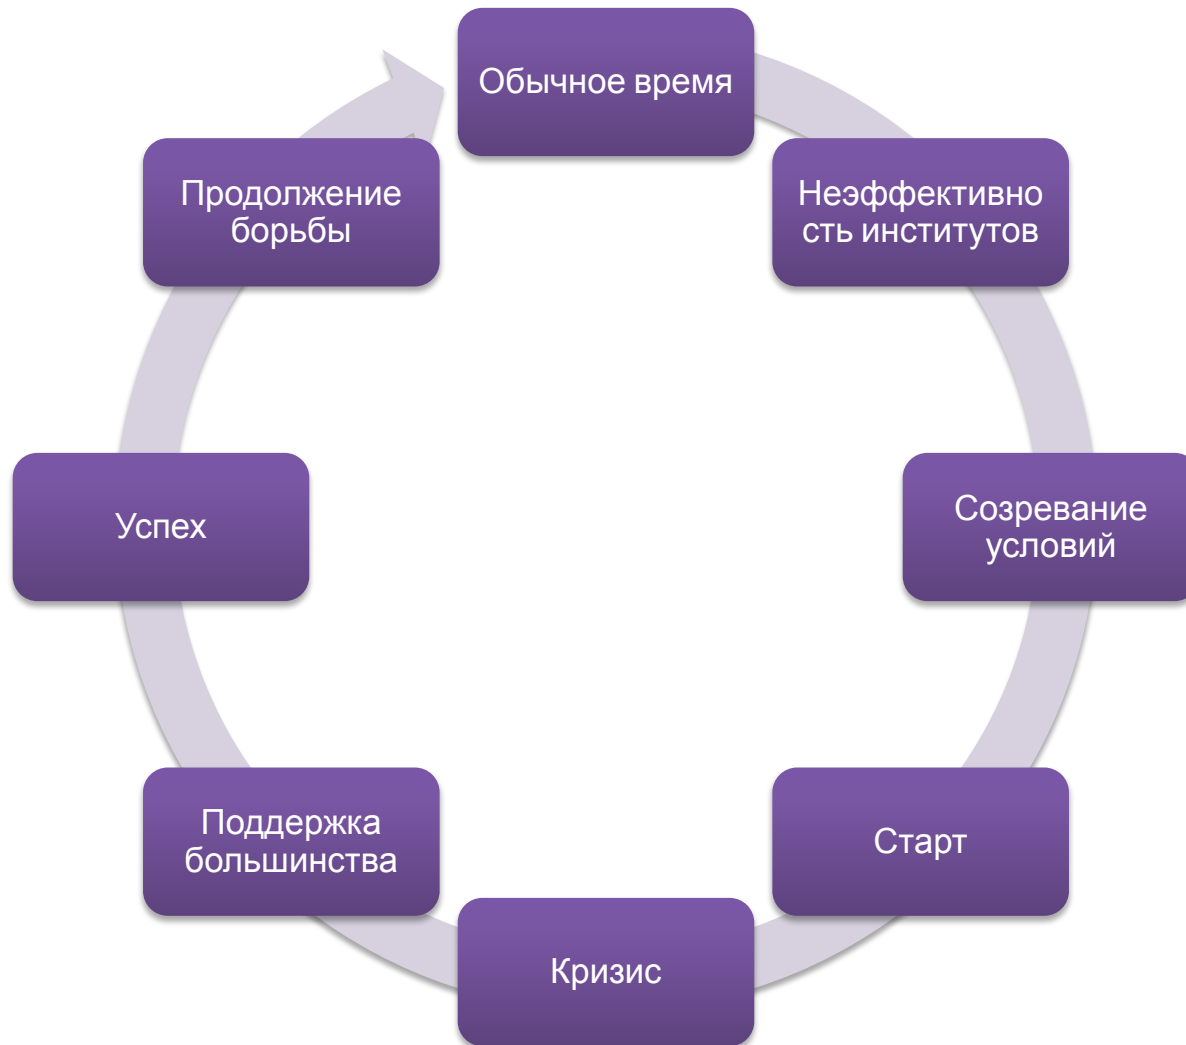 Обычное время
Неэффективно
сть институтов
Созревание
условий
Старт
Кризис
Поддержка
большинства
Успех
Продолжение
борьбы